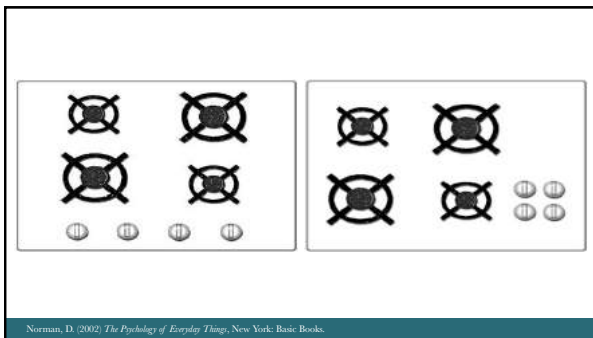 Norman, D. (2002) The Psychology of Everyday Things, New York: Basic Books.